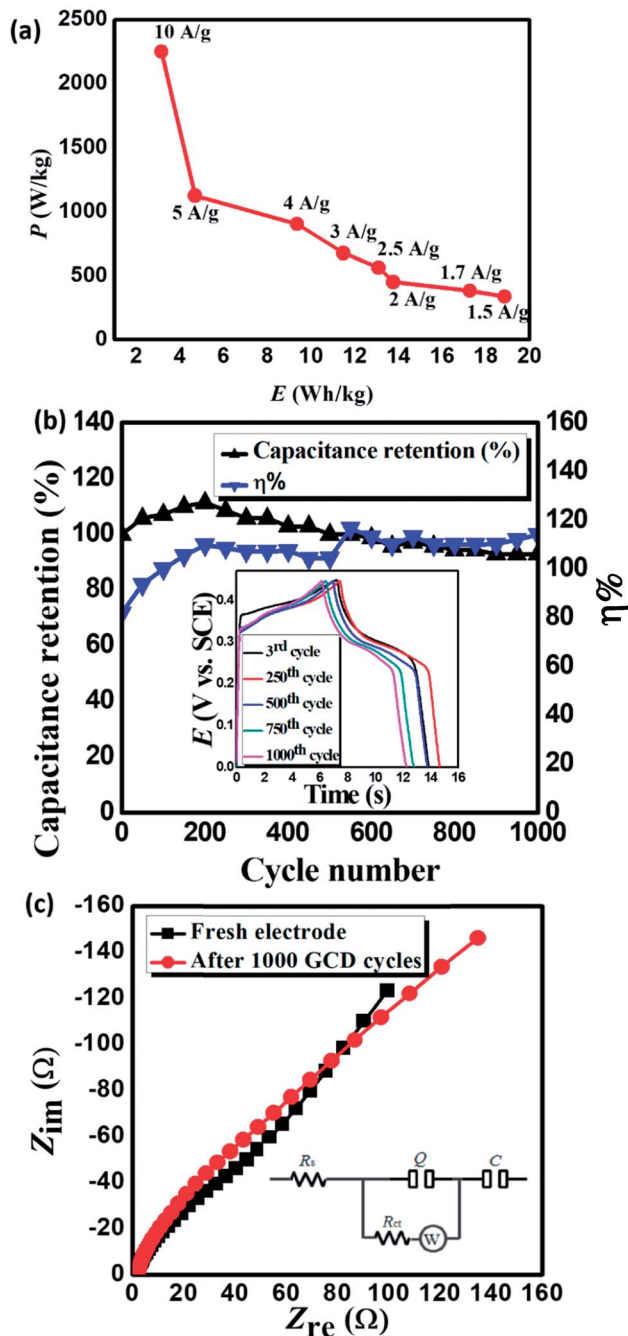 (a)
2500
2000
1500
1000
500
0
10 A/g
5 A/g
4 A/g
3 A/g
2.5 A/g
2 A/g
1.7 A/g
1.5 A/g
P (W/kg)
2 4 6 8 10 12 14 16 18 20
E (Wh/kg)
(b)
140
120
100
80
60
40
20
0
Capacitance retention (%)
Capacitance retention (%)
η%
160
140
120
100
80
60
40
20
0
η%
0.4
0.3
0.2
0.1
0.0
E (V vs. SCE)
3rd cycle
250th cycle
500th cycle
750th cycle
1000th cycle
0 2 4 6 8 10 12 14 16
Time (s)
0 200 400 600 800 1000
Cycle number
(c)
-160
-140
-120
-100
-80
-60
-40
-20
0
Zim (Ω)
Fresh electrode
After 1000 GCD cycles
Rs
Q
C
Rct
W
0 20 40 60 80 100 120 140 160
Zre (Ω)